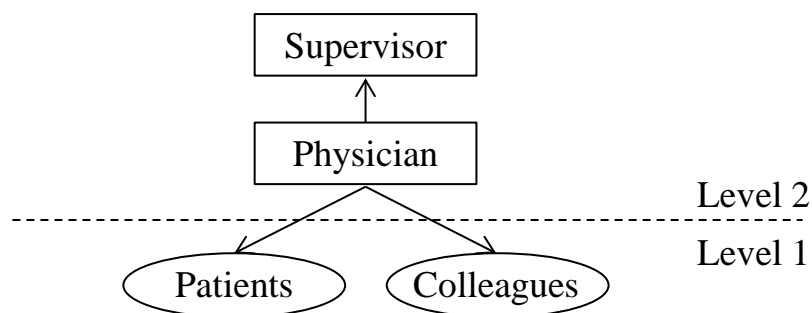 Supervisor
Physician
Level 2
Level 1
Patients
Colleagues